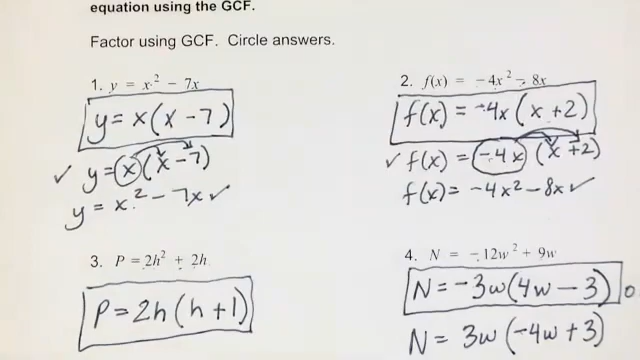 equation using the GCF.
Factor using GCF. Circle answers.
1. y = x² − 7x
y = x(x − 7)
✓ y = x(x − 7)
y = x² − 7x ✓
2. f(x) = −4x² − 8x
f(x) = −4x(x + 2)
✓ f(x) = −4x(x + 2)
f(x) = −4x² − 8x ✓
3. P = 2h² + 2h
P = 2h(h + 1)
4. N = −12w² + 9w
N = −3w(4w − 3) o
N = 3w(−4w + 3)